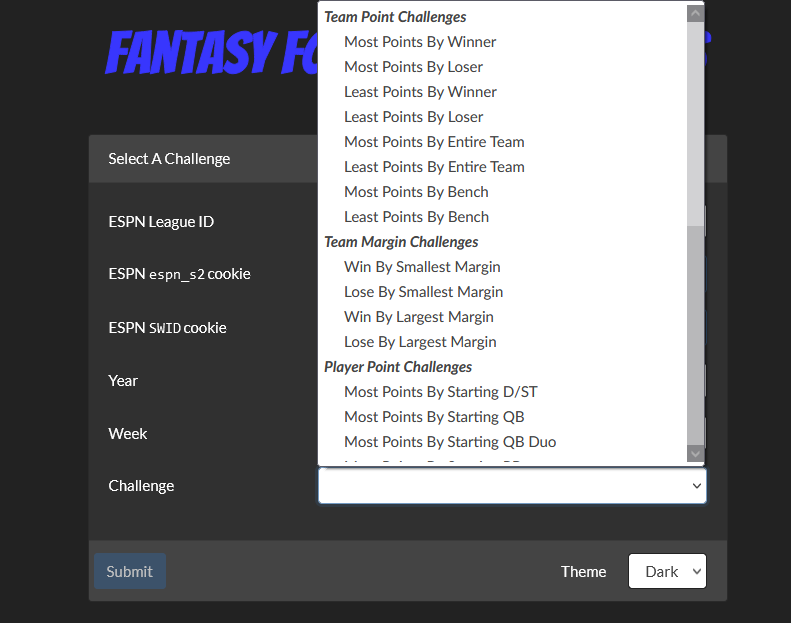 FANTASY
Team Point Challenges
Most Points By Winner
Most Points By Loser
Least Points By Winner
Least Points By Loser
Most Points By Entire Team
Least Points By Entire Team
Most Points By Bench
Least Points By Bench
Team Margin Challenges
Win By Smallest Margin
Lose By Smallest Margin
Win By Largest Margin
Lose By Largest Margin
Player Point Challenges
Most Points By Starting D/ST
Most Points By Starting QB
Most Points By Starting QB Duo
Select A Challenge
ESPN League ID
ESPN espn_s2 cookie
ESPN SWID cookie
Year
Week
Challenge
Submit
Theme
Dark